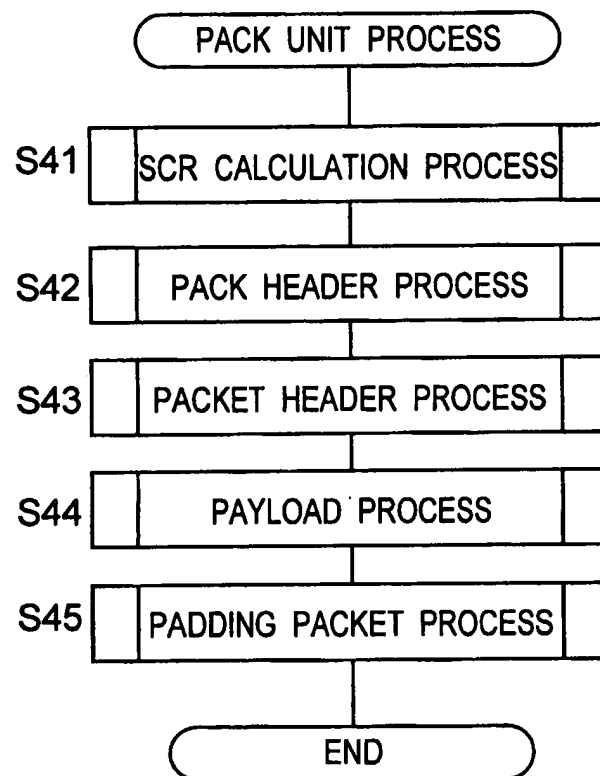 PACK UNIT PROCESS
S41 SCR CALCULATION PROCESS
S42 PACK HEADER PROCESS
S43 PACKET HEADER PROCESS
S44 PAYLOAD PROCESS
S45 PADDING PACKET PROCESS
END